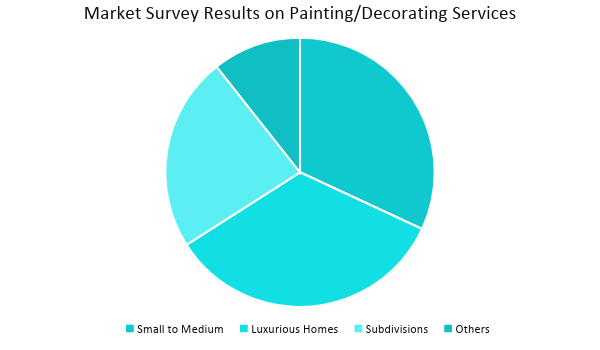 Market Survey Results on Painting/Decorating Services
Small to Medium Luxurious Homes Subdivisions Others